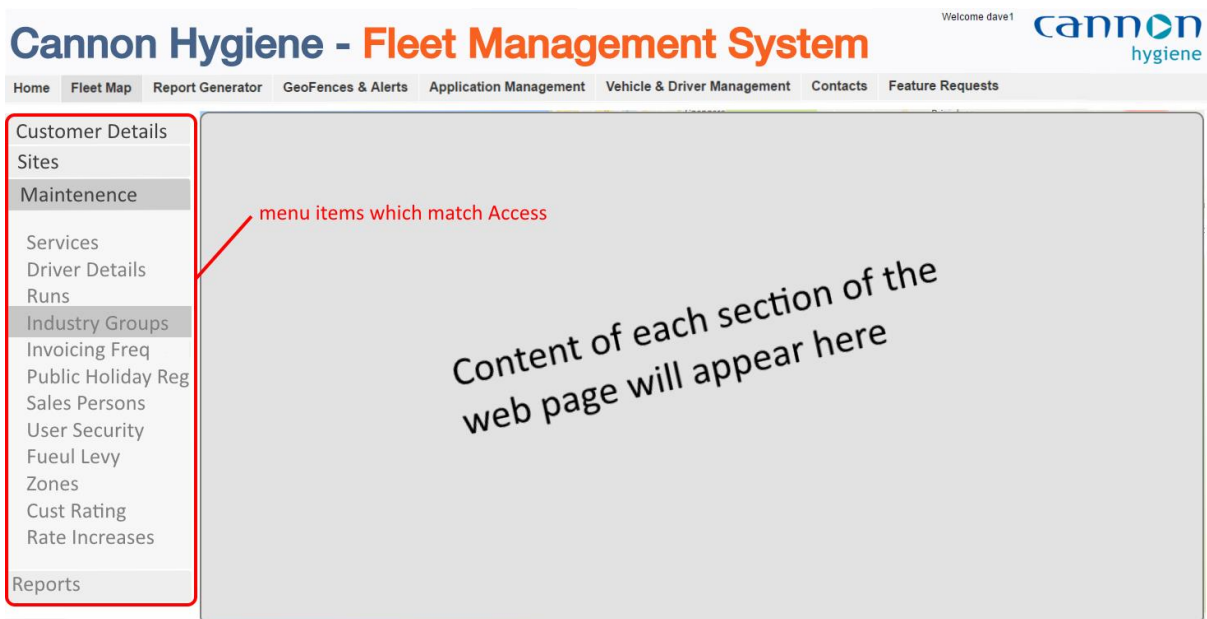 Welcome dave1
Cannon Hygiene - Fleet Management System
cannon
hygiene
Home Fleet Map Report Generator GeoFences & Alerts Application Management Vehicle & Driver Management Contacts Feature Requests
Customer Details
Sites
Maintenence
menu items which match Access
Services
Driver Details
Runs
Industry Groups
Invoicing Freq
Public Holiday Reg
Sales Persons
User Security
Fueul Levy
Zones
Cust Rating
Rate Increases
Reports
Content of each section of the
web page will appear here